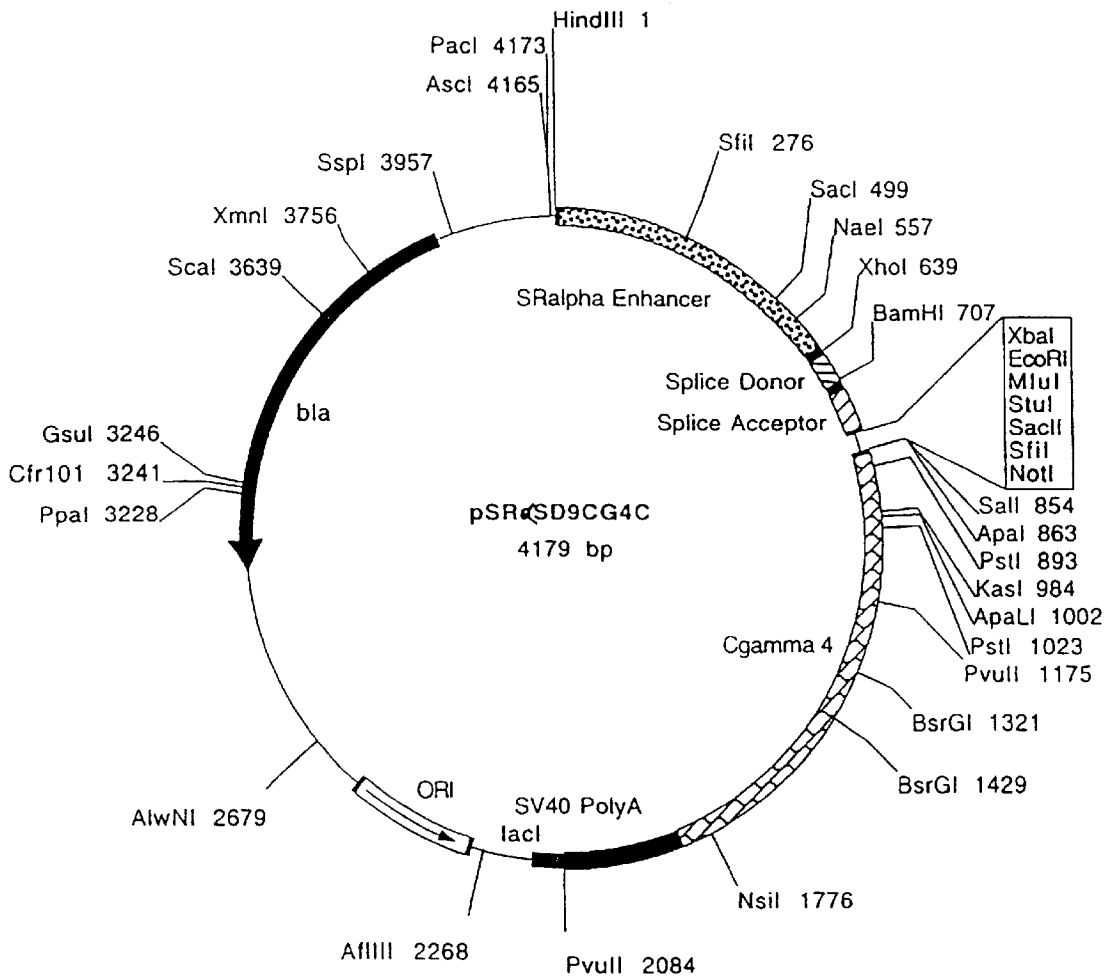 HindIII 1
PacI 4173
AscI 4165
SfiI 276
SspI 3957
SacI 499
XmnI 3756
NaeI 557
ScaI 3639
XhoI 639
SRalpha Enhancer
BamHI 707
XbaI
EcoRI
MluI
StuI
SacII
SfiI
NotI
Splice Donor
bla
Splice Acceptor
GsuI 3246
Cfr101 3241
PpaI 3228
SalI 854
pSRαSD9CG4C
ApaI 863
4179 bp
PstI 893
KasI 984
ApaLI 1002
PstI 1023
Cgamma 4
PvuII 1175
BsrGI 1321
BsrGI 1429
ORI
SV40 PolyA
AlwNI 2679
lacI
NsiI 1776
AflIII 2268
PvuII 2084